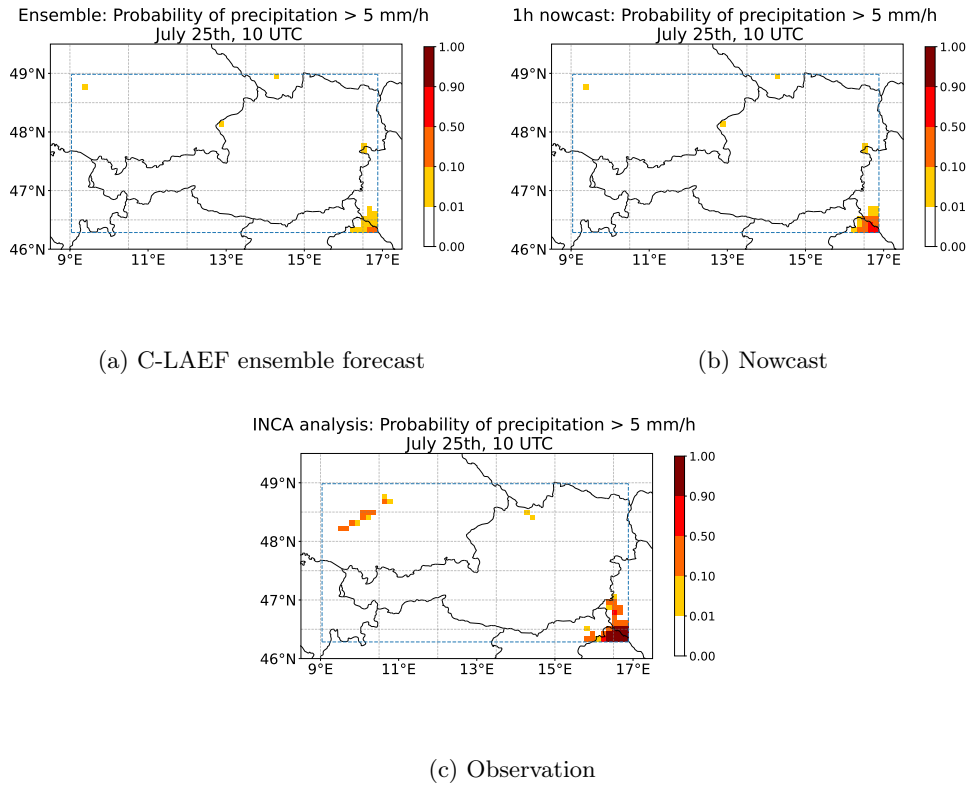 Ensemble: Probability of precipitation > 5 mm/h
July 25th, 10 UTC
49°N
48°N
47°N
46°N
9°E 11°E 13°E 15°E 17°E
1.00
0.90
0.50
0.10
0.01
0.00
(a) C-LAEF ensemble forecast
1h nowcast: Probability of precipitation > 5 mm/h
July 25th, 10 UTC
49°N
48°N
47°N
46°N
9°E 11°E 13°E 15°E 17°E
1.00
0.90
0.50
0.10
0.01
0.00
(b) Nowcast
INCA analysis: Probability of precipitation > 5 mm/h
July 25th, 10 UTC
49°N
48°N
47°N
46°N
9°E 11°E 13°E 15°E 17°E
1.00
0.90
0.50
0.10
0.01
0.00
(c) Observation